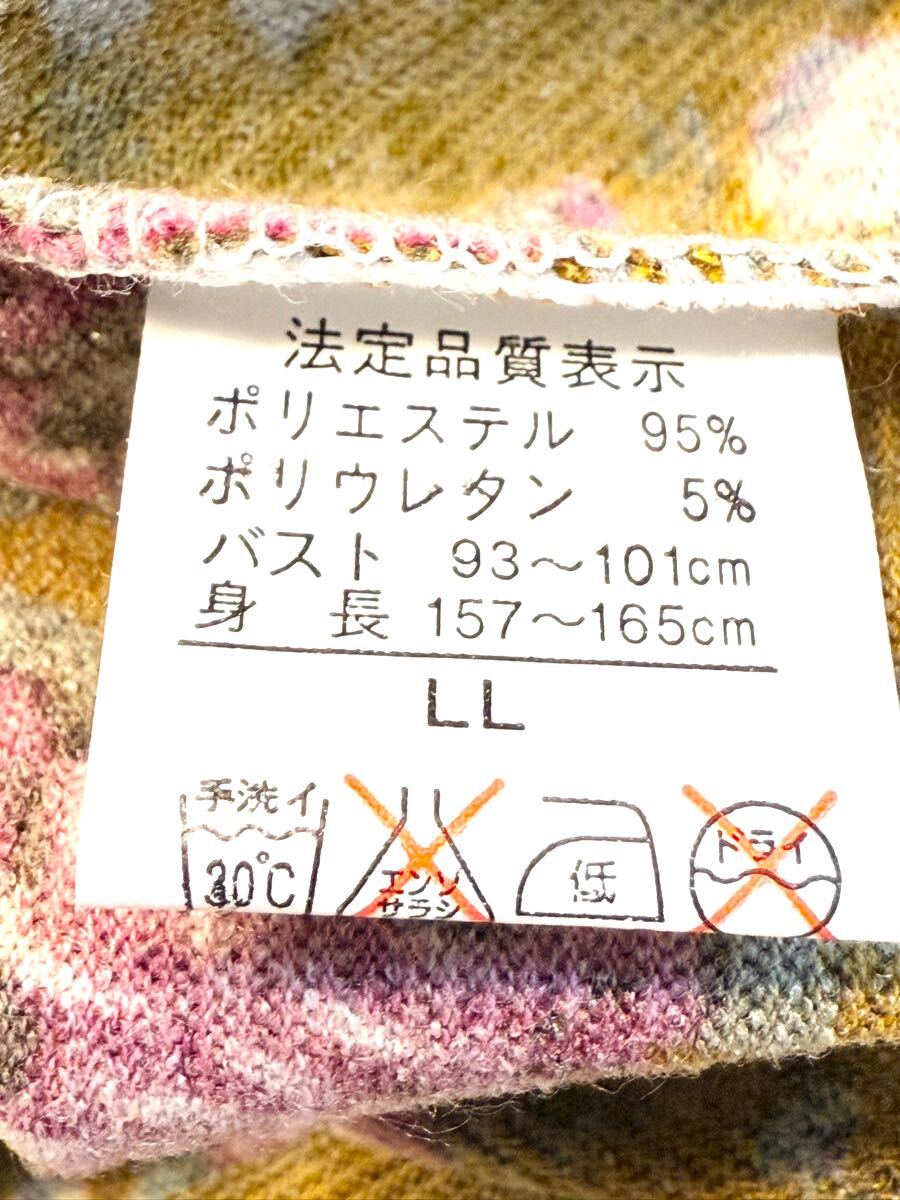 法定品質表示
ポリエステル 95%
ポリウレタン 5%
バスト 93～101cm
身長 157～165cm
LL
手洗イ
30℃
エンソ
サラシ
低
ドライ